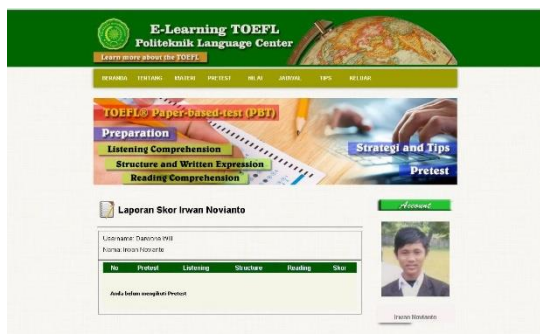 E-Learning TOEFL
Politeknik Language Center
Learn more about the TOEFL
BERANDA TENTANG MATERI PRETEST NILAI JADWAL TIPS KELUAR
TOEFL® Paper-based-test (PBT)
Preparation
Listening Comprehension
Structure and Written Expression
Reading Comprehension
Strategi and Tips
Pretest
Laporan Skor Irwan Novianto
Account
Username:
Nama: Irwan Novianto
No Pretest Listening Structure Reading Skor
Anda belum mengikuti Pretest
Irwan Novianto